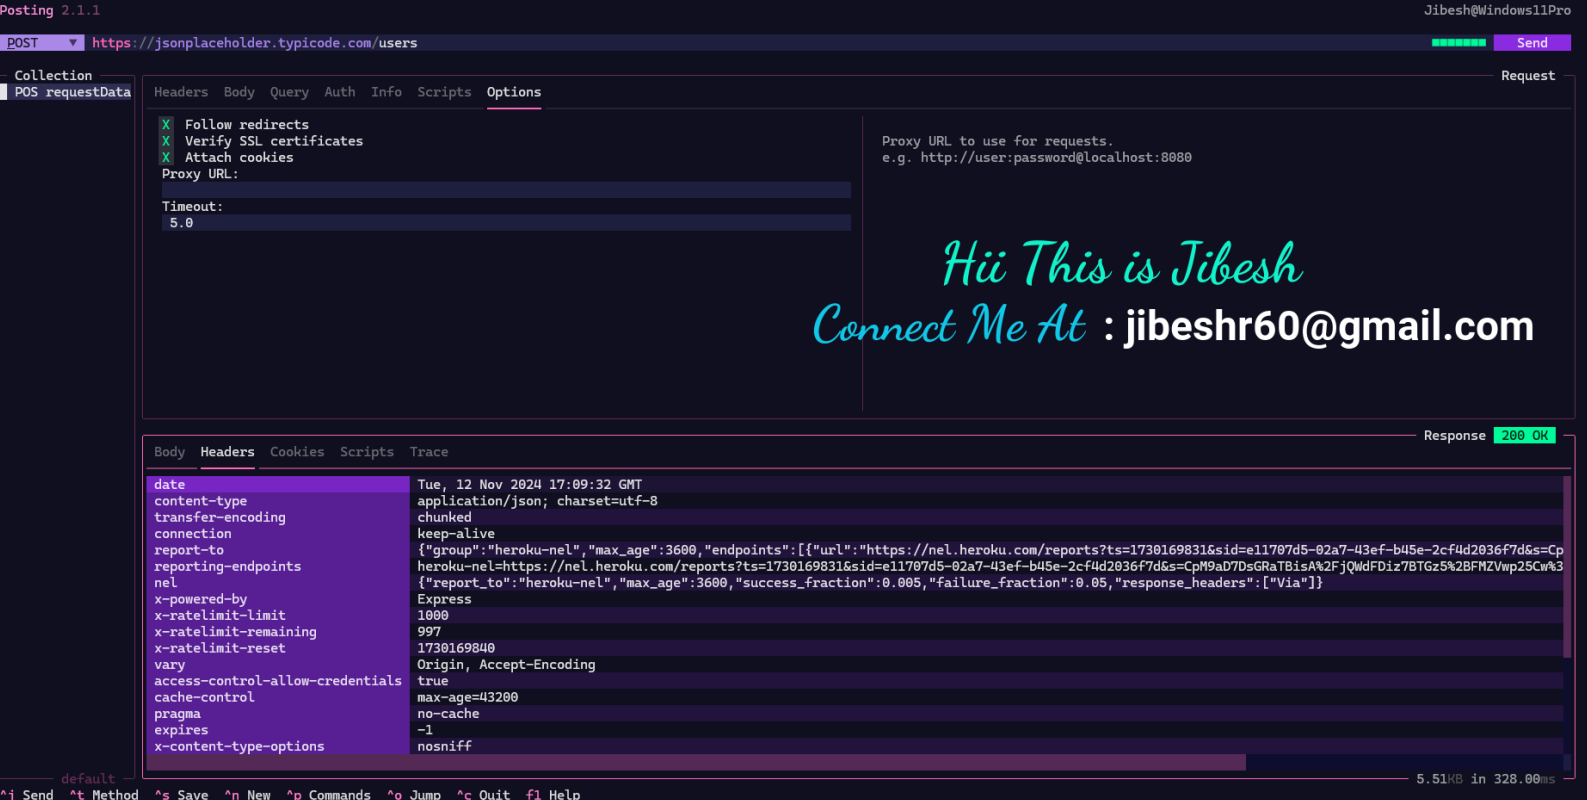 Posting 2.1.1 Jibesh@Windows11Pro
POST ▼ https://jsonplaceholder.typicode.com/users Send
Collection Request
POS requestData Headers Body Query Auth Info Scripts Options
X Follow redirects
X Verify SSL certificates Proxy URL to use for requests.
X Attach cookies e.g. http://user:password@localhost:8080
Proxy URL:
Timeout:
5.0
Hii This is Jibesh
Connect Me At : jibeshr60@gmail.com
Response 200 OK
Body Headers Cookies Scripts Trace
date Tue, 12 Nov 2024 17:09:32 GMT
content-type application/json; charset=utf-8
transfer-encoding chunked
connection keep-alive
report-to {"group":"heroku-nel","max_age":3600,"endpoints":[{"url":"https://nel.heroku.com/reports?ts=1730169831&sid=e11707d5-02a7-43ef-b45e-2cf4d2036f7d&s=Cp
reporting-endpoints heroku-nel=https://nel.heroku.com/reports?ts=1730169831&sid=e11707d5-02a7-43ef-b45e-2cf4d2036f7d&s=CpM9aD7DsGRaTBisA%2FjQWdFDiz7BTGz5%2BFMZVwp25Cw%3
nel {"report_to":"heroku-nel","max_age":3600,"success_fraction":0.005,"failure_fraction":0.05,"response_headers":["Via"]}
x-powered-by Express
x-ratelimit-limit 1000
x-ratelimit-remaining 997
x-ratelimit-reset 1730169840
vary Origin, Accept-Encoding
access-control-allow-credentials true
cache-control max-age=43200
pragma no-cache
expires -1
x-content-type-options nosniff
default 5.51KB in 328.00ms
^j Send ^t Method ^s Save ^n New ^p Commands ^o Jump ^c Quit f1 Help